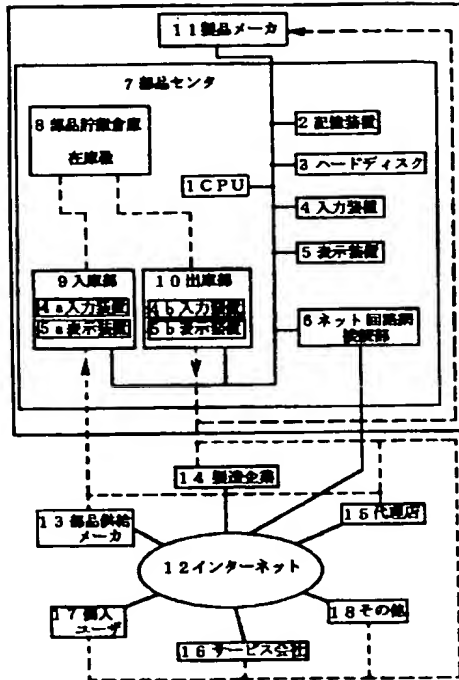 11製品メーカ
7部品センタ
8部品貯蔵倉庫
在庫数
2記憶装置
3ハードディスク
1CPU
4入力装置
5表示装置
9入庫部
4a入力装置
5a表示装置
10出庫部
4b入力装置
5b表示装置
6ネット回路網
接続部
14製造企業
13部品供給
メーカ
15代理店
12インターネット
17個人
ユーザ
18その他
16サービス会社